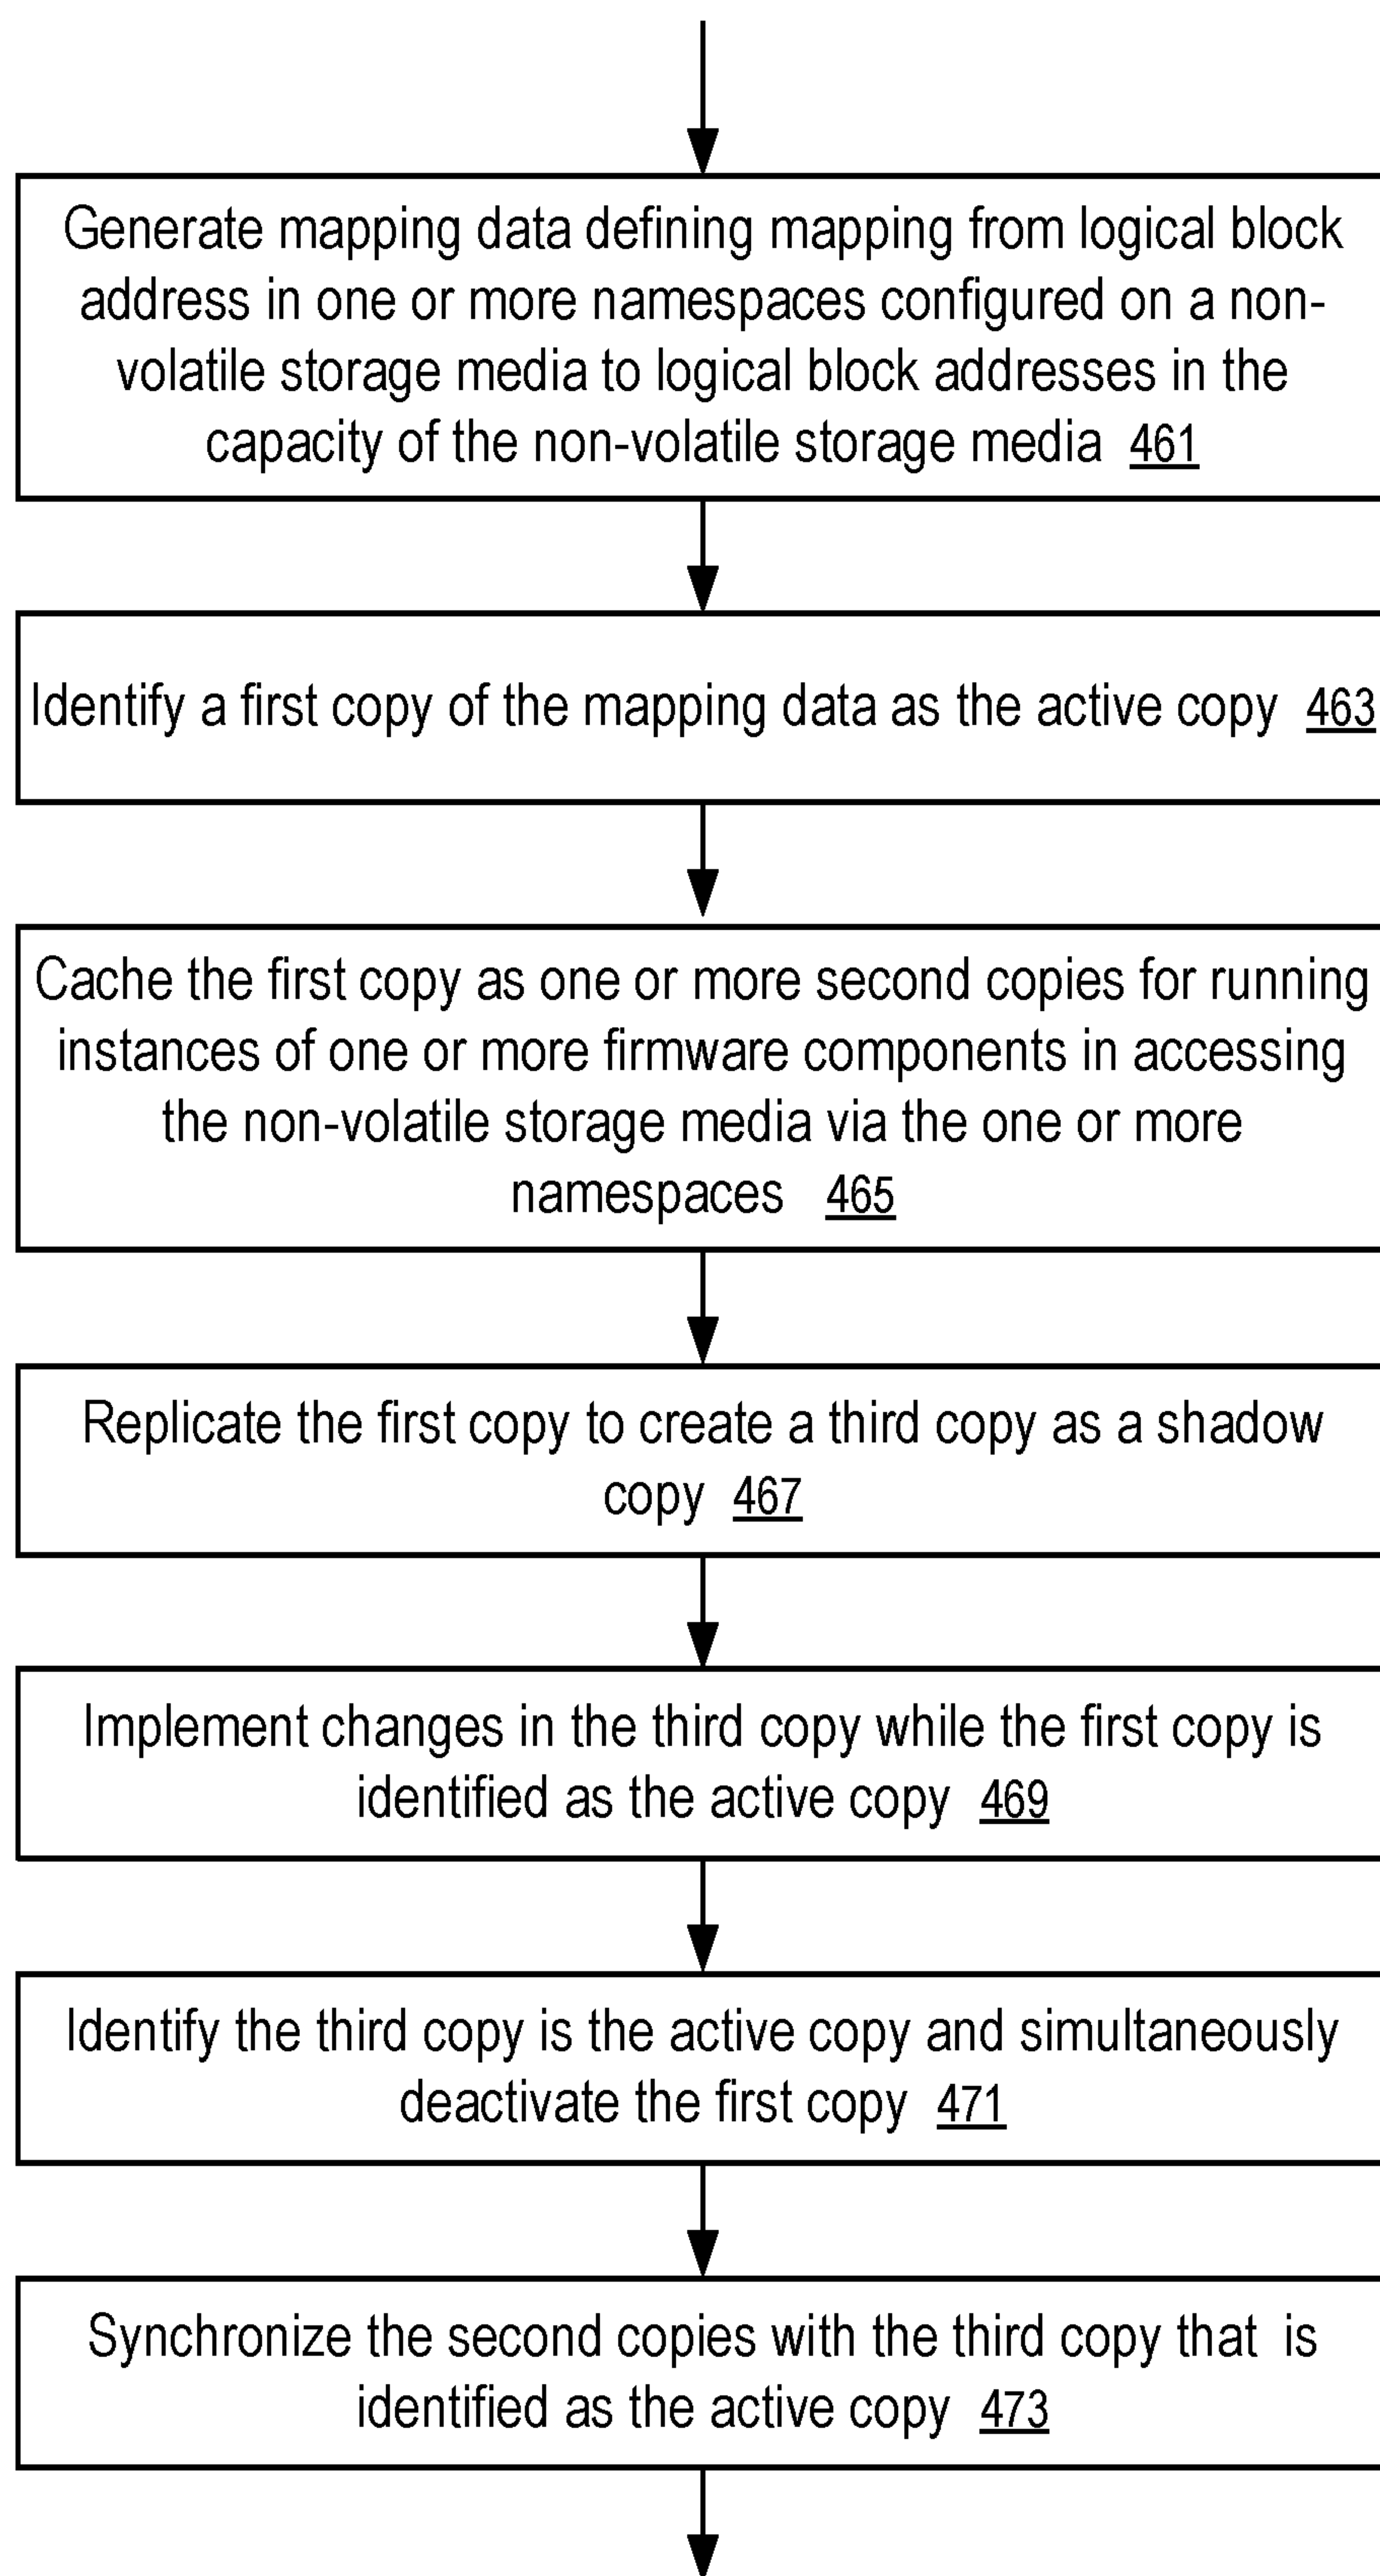 Generate mapping data defining mapping from logical block
address in one or more namespaces configured on a non-
volatile storage media to logical block addresses in the
capacity of the non-volatile storage media 461
Identify a first copy of the mapping data as the active copy 463
Cache the first copy as one or more second copies for running
instances of one or more firmware components in accessing
the non-volatile storage media via the one or more
namespaces 465
Replicate the first copy to create a third copy as a shadow
copy 467
Implement changes in the third copy while the first copy is
identified as the active copy 469
Identify the third copy is the active copy and simultaneously
deactivate the first copy 471
Synchronize the second copies with the third copy that is
identified as the active copy 473